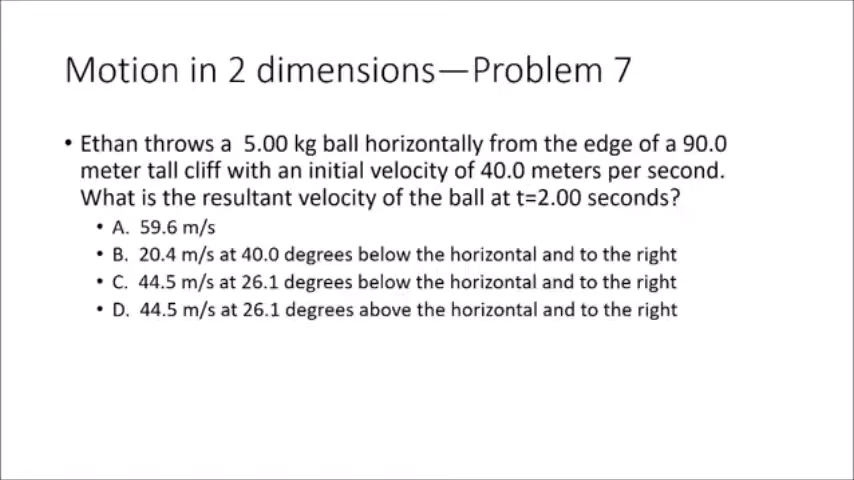 Motion in 2 dimensions—Problem 7
• Ethan throws a  5.00 kg ball horizontally from the edge of a 90.0
meter tall cliff with an initial velocity of 40.0 meters per second.
What is the resultant velocity of the ball at t=2.00 seconds?
• A.  59.6 m/s
• B.  20.4 m/s at 40.0 degrees below the horizontal and to the right
• C.  44.5 m/s at 26.1 degrees below the horizontal and to the right
• D.  44.5 m/s at 26.1 degrees above the horizontal and to the right